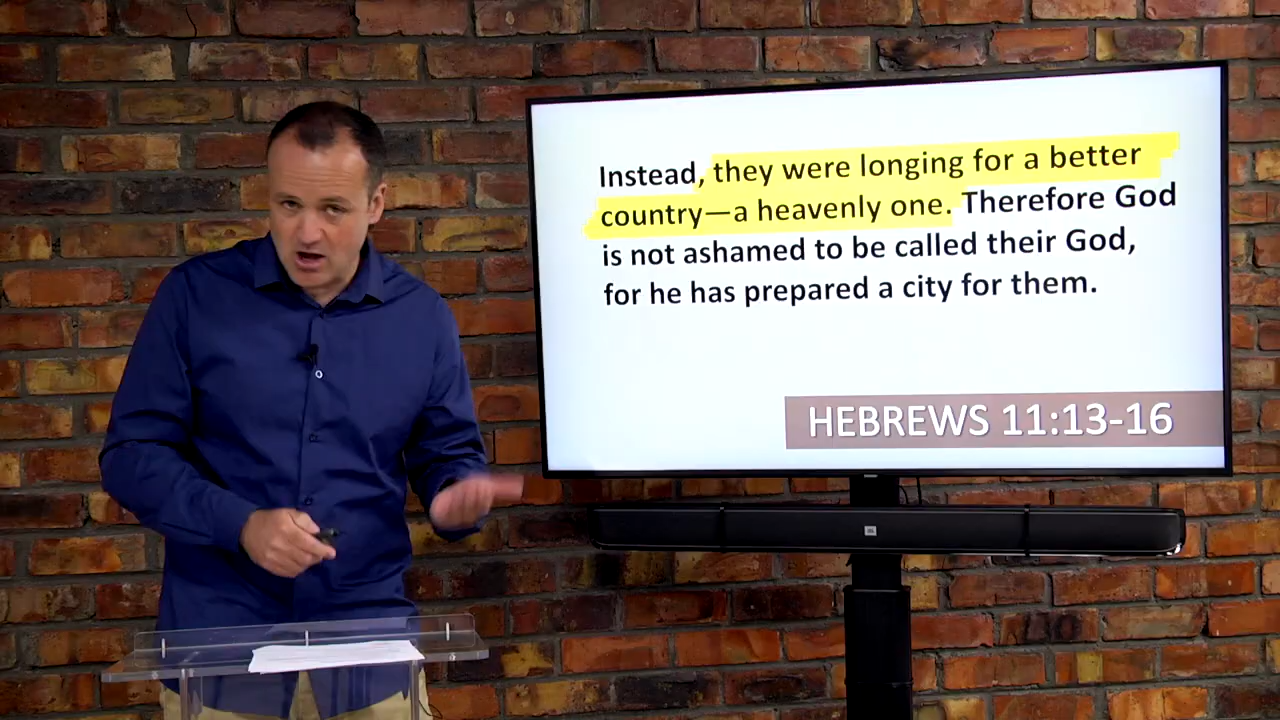 Instead, they were longing for a better
country—a heavenly one. Therefore God
is not ashamed to be called their God,
for he has prepared a city for them.
HEBREWS 11:13-16